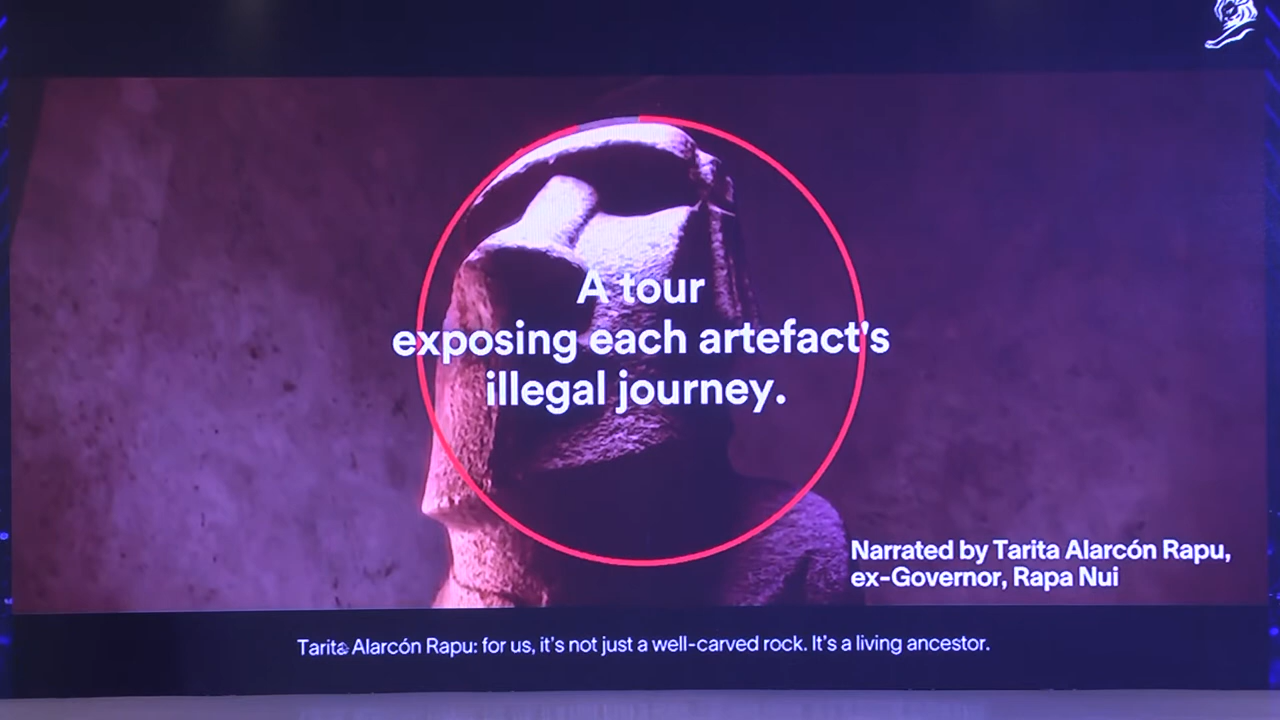 A tour
exposing each artefact's
illegal journey.
Narrated by Tarita Alarcón Rapu,
ex-Governor, Rapa Nui
Tarita Alarcón Rapu: for us, it's not just a well-carved rock. It's a living ancestor.